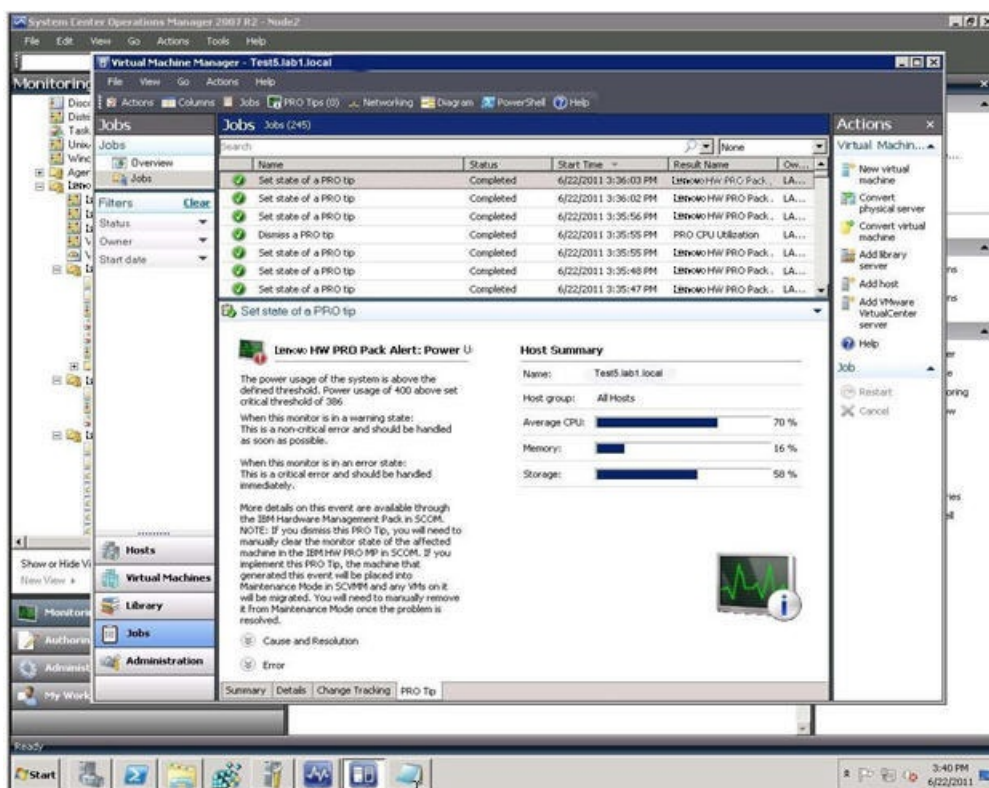 System Center Operations Manager 2007 R2 - Node2
File Edit View Go Actions Tools Help
Virtual Machine Manager - Test5.lab1.local
Monitoring
File View Go Actions Help
Actions Columns Jobs PRO Tips (0) Networking Diagram PowerShell Help
Jobs
Jobs
Overview
Jobs
Filters Clear
Status
Owner
Start date
Jobs Jobs (245)
Search
None
Name Status Start Time Result Name Ow...
Set state of a PRO tip Completed 6/22/2011 3:36:03 PM Lenovo HW PRO Pack, LA...
Set state of a PRO tip Completed 6/22/2011 3:36:02 PM Lenovo HW PRO Pack. LA...
Set state of a PRO tip Completed 6/22/2011 3:35:56 PM Lenovo HW PRO Pack. LA...
Dismiss a PRO tip Completed 6/22/2011 3:35:55 PM PRO CPU Utilization LA...
Set state of a PRO tip Completed 6/22/2011 3:35:55 PM Lenovo HW PRO Pack. LA...
Set state of a PRO tip Completed 6/22/2011 3:35:48 PM Lenovo HW PRO Pack. LA...
Set state of a PRO tip Completed 6/22/2011 3:35:47 PM Lenovo HW PRO Pack. LA...
Set state of a PRO tip
Lenovo HW PRO Pack Alert: Power U
The power usage of the system is above the
defined threshold. Power usage of 400 above set
critical threshold of 386
When this monitor is in a warning state:
This is a non-critical error and should be handled
as soon as possible.
When this monitor is in an error state:
This is a critical error and should be handled
immediately.
More details on this event are available through
the IBM Hardware Management Pack in SCOM.
NOTE: If you dismiss this PRO Tip, you will need to
manually clear the monitor state of the affected
machine in the IBM HW PRO MP in SCOM. If you
implement this PRO Tip, the machine that
generated this event will be placed into
Maintenance Mode in SCVMM and any VMs on it
will be migrated. You will need to manually remove
it from Maintenance Mode once the problem is
resolved.
Cause and Resolution
Error
Host Summary
Name: Test5.lab1.local
Host group: All Hosts
Average CPU: 70 %
Memory: 16 %
Storage: 58 %
Summary Details Change Tracking PRO Tip
Actions
Virtual Machin...
New virtual
machine
Convert
physical server
Convert virtual
machine
Add library
server
Add host
Add VMware
VirtualCenter
server
Help
Job
Restart
Cancel
Hosts
Virtual Machines
Library
Jobs
Administration
Show or Hide Vi
New View
Monitori
Authorin
Administ
My Work
Ready
Start
3:40 PM
6/22/2011